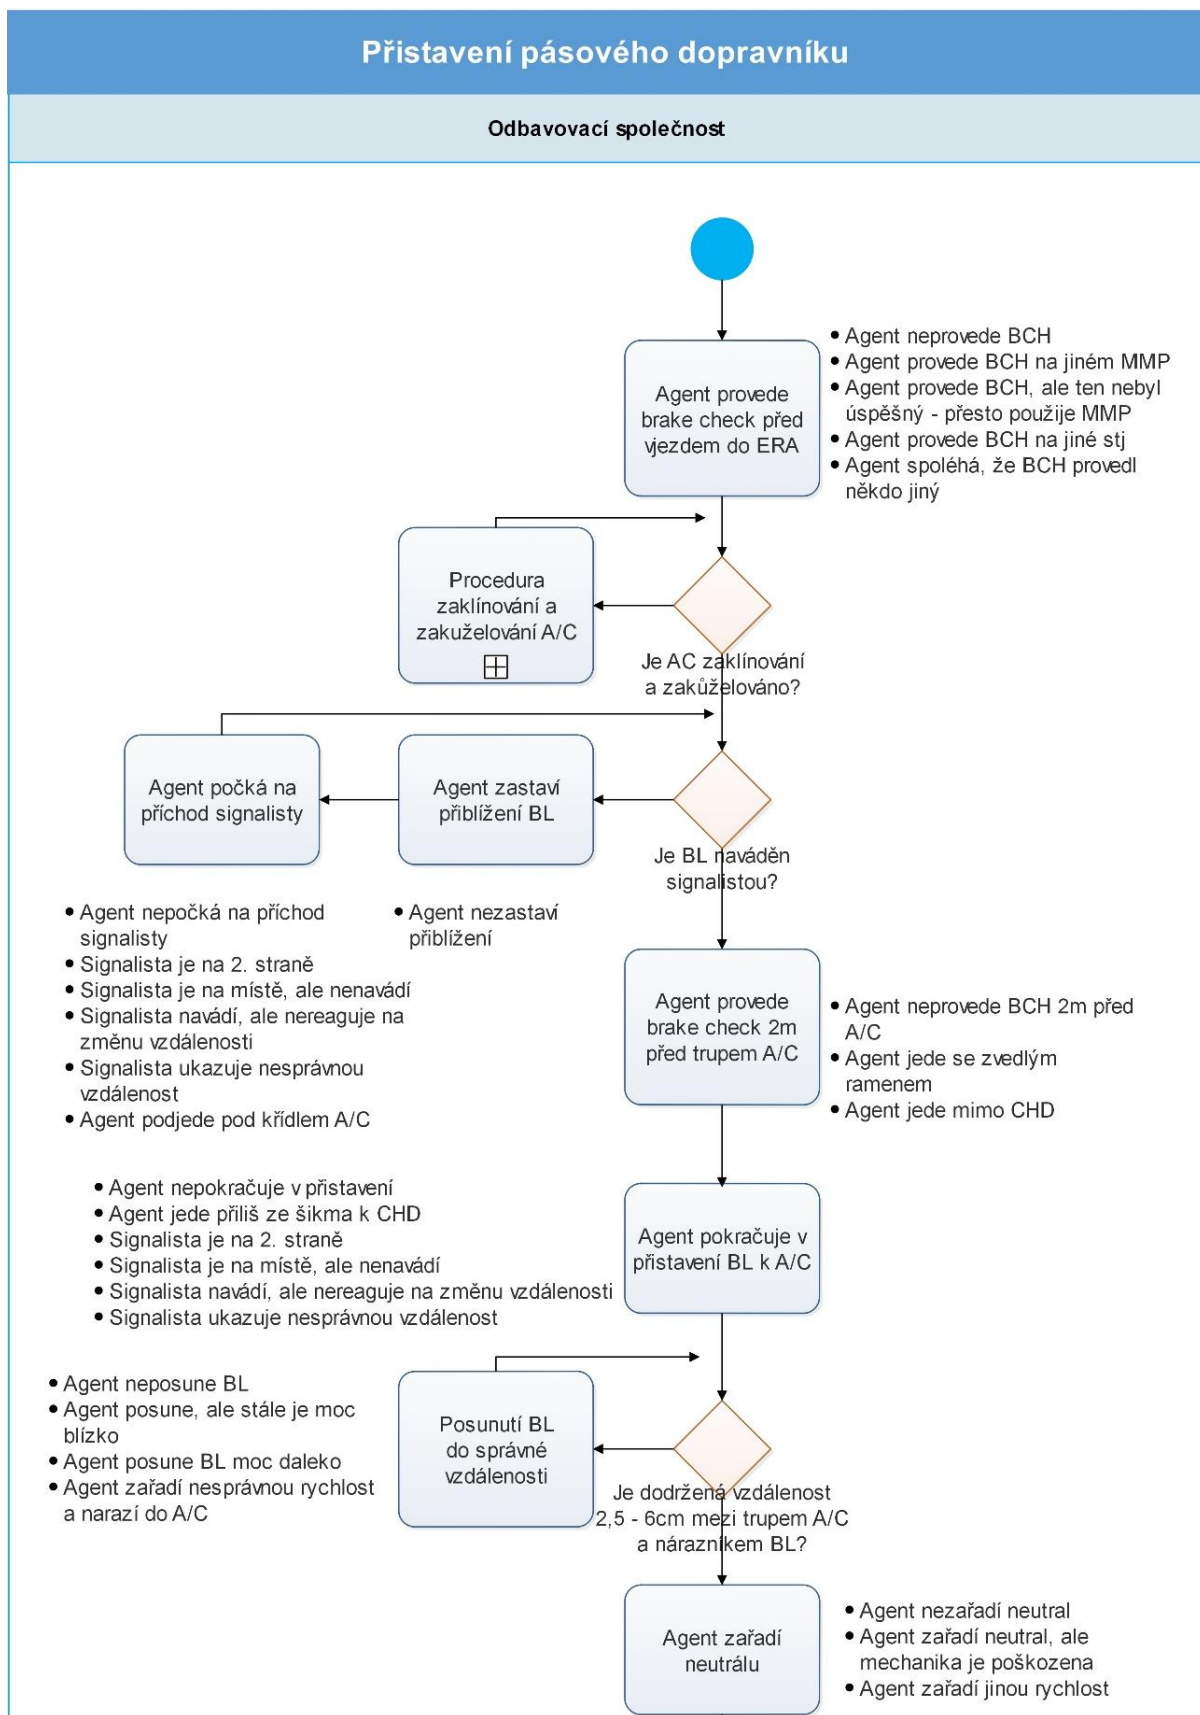 Přistavení pásového dopravníku
Odbavovací společnost
Agent provede
brake check před
vjezdem do ERA
• Agent neprovede BCH
• Agent provede BCH na jiném MMP
• Agent provede BCH, ale ten nebyl
úspěšný - přesto použije MMP
• Agent provede BCH na jiné stj
• Agent spoléhá, že BCH provedl
někdo jiný
Procedura
zaklínování a
zakuželování A/C
Je AC zaklínování
a zakůželováno?
Agent počká na
příchod signalisty
Agent zastaví
přiblížení BL
Je BL naváděn
signalistou?
• Agent nepočká na příchod
signalisty
• Signalista je na 2. straně
• Signalista je na místě, ale nenavádí
• Signalista navádí, ale nereaguje na
změnu vzdálenosti
• Signalista ukazuje nesprávnou
vzdálenost
• Agent podjede pod křídlem A/C
• Agent nezastaví
přiblížení
Agent provede
brake check 2m
před trupem A/C
• Agent neprovede BCH 2m před
A/C
• Agent jede se zvedlým
ramenem
• Agent jede mimo CHD
• Agent nepokračuje v přistavení
• Agent jede příliš ze šikma k CHD
• Signalista je na 2. straně
• Signalista je na místě, ale nenavádí
• Signalista navádí, ale nereaguje na změnu vzdálenosti
• Signalista ukazuje nesprávnou vzdálenost
Agent pokračuje v
přistavení BL k A/C
• Agent neposune BL
• Agent posune, ale stále je moc
blízko
• Agent posune BL moc daleko
• Agent zařadí nesprávnou rychlost
a narazí do A/C
Posunutí BL
do správné
vzdálenosti
Je dodržená vzdálenost
2,5 - 6cm mezi trupem A/C
a nárazníkem BL?
Agent zařadí
neutrálu
• Agent nezařadí neutral
• Agent zařadí neutral, ale
mechanika je poškozena
• Agent zařadí jinou rychlost